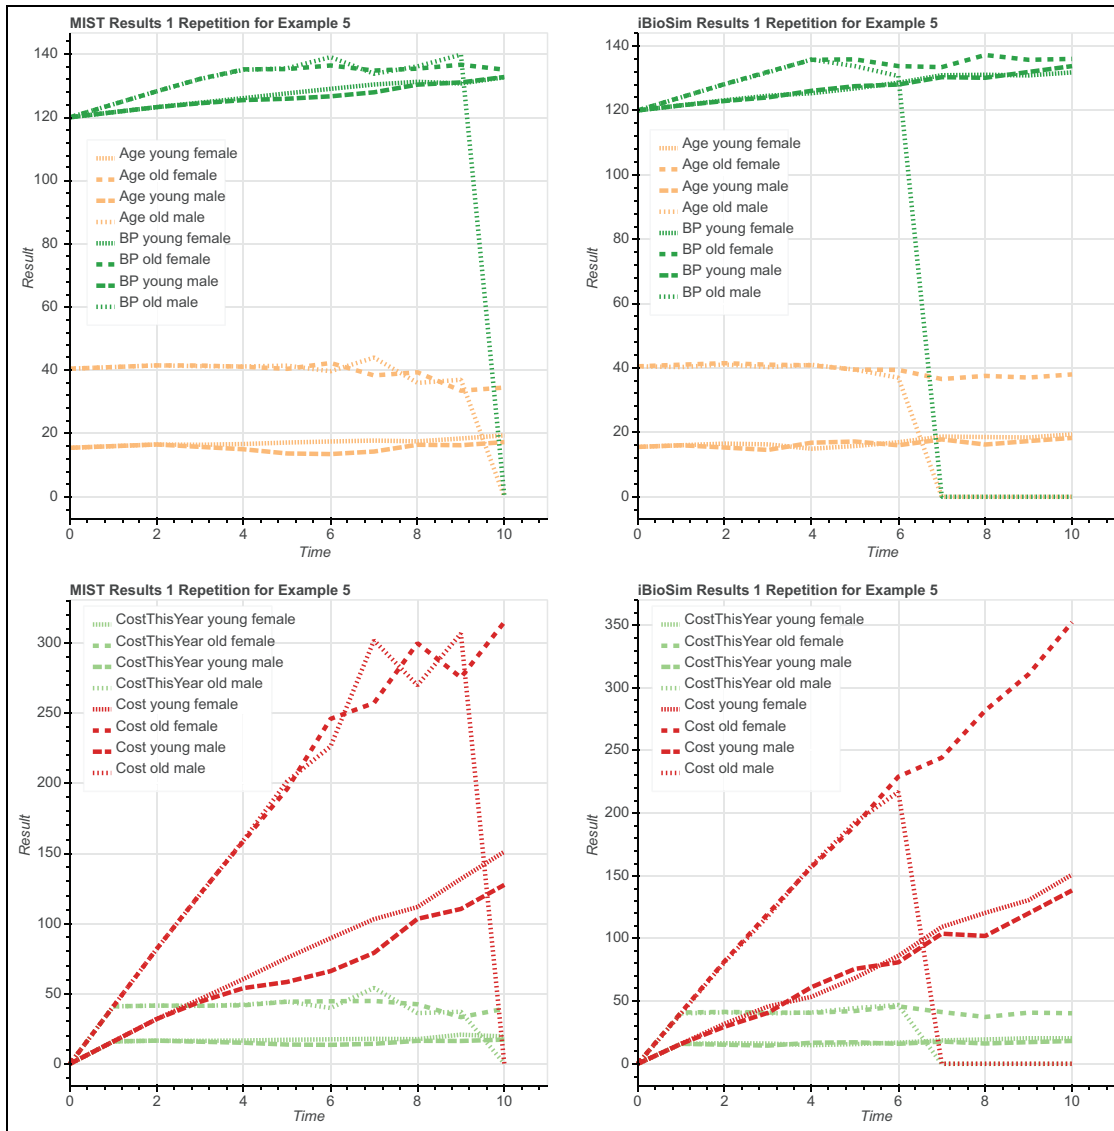 MIST Results 1 Repetition for Example 5
140
120
100
80
60
40
20
0
Result
Age young female
Age old female
Age young male
Age old male
BP young female
BP old female
BP young male
BP old male
0 2 4 6 8 10
Time
iBioSim Results 1 Repetition for Example 5
140
120
100
80
60
40
20
0
Result
Age young female
Age old female
Age young male
Age old male
BP young female
BP old female
BP young male
BP old male
0 2 4 6 8 10
Time
MIST Results 1 Repetition for Example 5
300
250
200
150
100
50
0
Result
CostThisYear young female
CostThisYear old female
CostThisYear young male
CostThisYear old male
Cost young female
Cost old female
Cost young male
Cost old male
0 2 4 6 8 10
Time
iBioSim Results 1 Repetition for Example 5
350
300
250
200
150
100
50
0
Result
CostThisYear young female
CostThisYear old female
CostThisYear young male
CostThisYear old male
Cost young female
Cost old female
Cost young male
Cost old male
0 2 4 6 8 10
Time